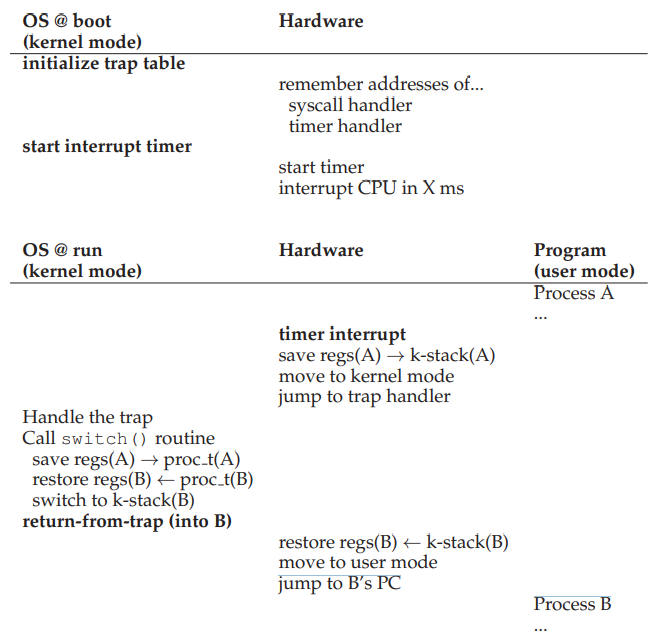 OS @ boot Hardware
(kernel mode)
initialize trap table
remember addresses of...
syscall handler
timer handler
start interrupt timer
start timer
interrupt CPU in X ms
OS @ run Hardware Program
(kernel mode) (user mode)
Process A
...
timer interrupt
save regs(A) → k-stack(A)
move to kernel mode
jump to trap handler
Handle the trap
Call switch() routine
save regs(A) → proc_t(A)
restore regs(B) ← proc_t(B)
switch to k-stack(B)
return-from-trap (into B)
restore regs(B) ← k-stack(B)
move to user mode
jump to B's PC
Process B
...